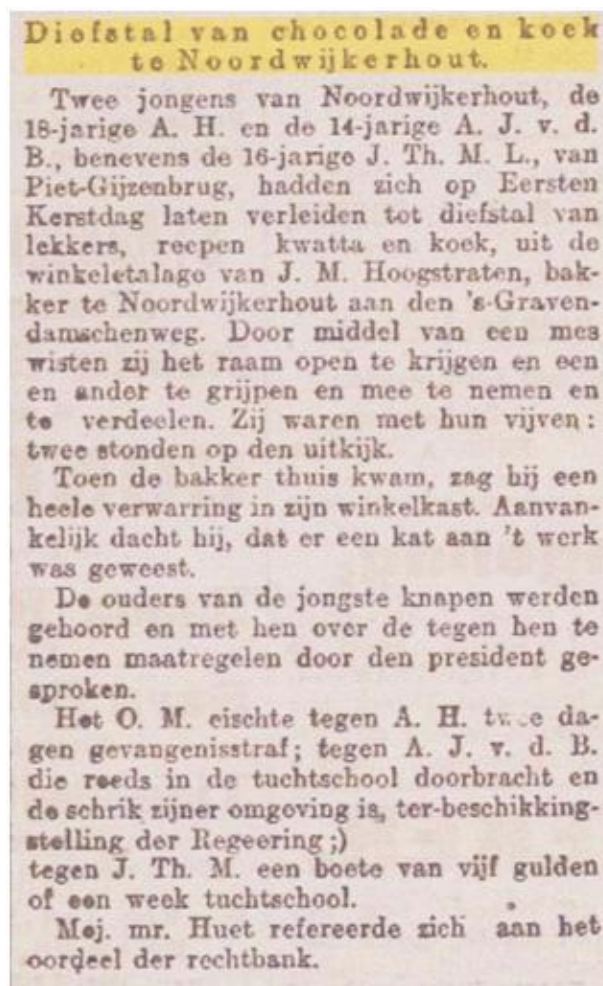 Diefstal van chocolade en koek
te Noordwijkerhout.
Twee jongens van Noordwijkerhout, de
18-jarige A. H. en de 14-jarige A. J. v. d.
B., benevens de 16-jarige J. Th. M. L., van
Piet-Gijzenbrug, hadden zich op Eersten
Kerstdag laten verleiden tot diefstal van
lekkers, reepen kwatta en koek, uit de
winkeletalage van J. M. Hoogstraten, bak-
ker te Noordwijkerhout aan den 's-Graven-
damschenweg. Door middel van een mes
wisten zij het raam open te krijgen en een
en ander te grijpen en mee te nemen en
te verdeelen. Zij waren met hun vijven:
twee stonden op den uitkijk.
Toen de bakker thuis kwam, zag hij een
heele verwarring in zijn winkelkast. Aanvan-
kelijk dacht hij, dat er een kat aan 't werk
was geweest.
De ouders van de jongste knapen werden
gehoord en met hen over de tegen hen te
nemen maatregelen door den president ge-
sproken.
Het O. M. eischte tegen A. H. twee da-
gen gevangenisstraf; tegen A. J. v. d. B.
die reeds in de tuchtschool doorbracht en
de schrik zijner omgeving is, ter-beschikking-
stelling der Regeering;)
tegen J. Th. M. een boete van vijf gulden
of een week tuchtschool.
Mej. mr. Huet refereerde zich aan het
oordeel der rechtbank.